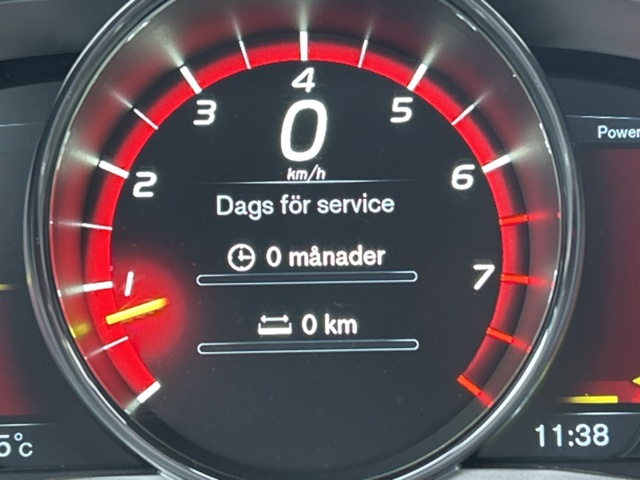 4
3 5
0
km/h
2 6
Dags för service
0 månader
1 7
0 km
Power
5°C
11:38